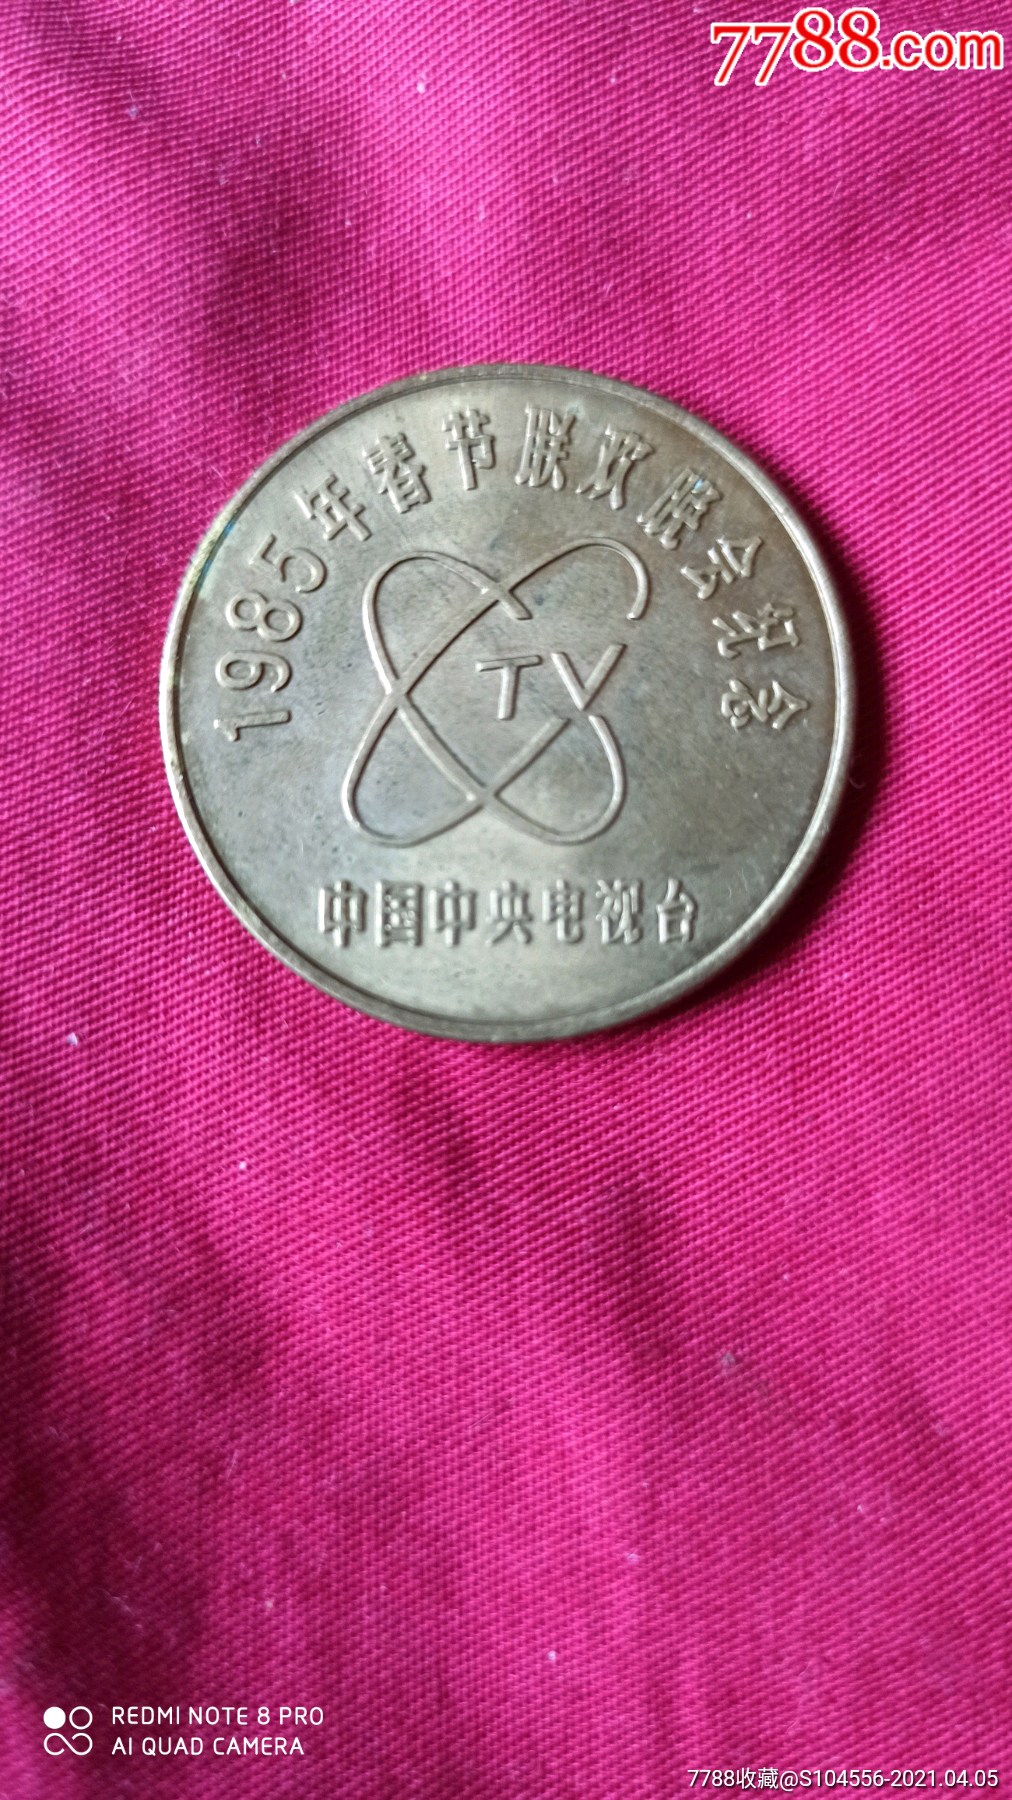 7788.com
1985年春节联欢晚会纪念
TV
中国中央电视台
REDMI NOTE 8 PRO
AI QUAD CAMERA
7788收藏@S104556-2021.04.05